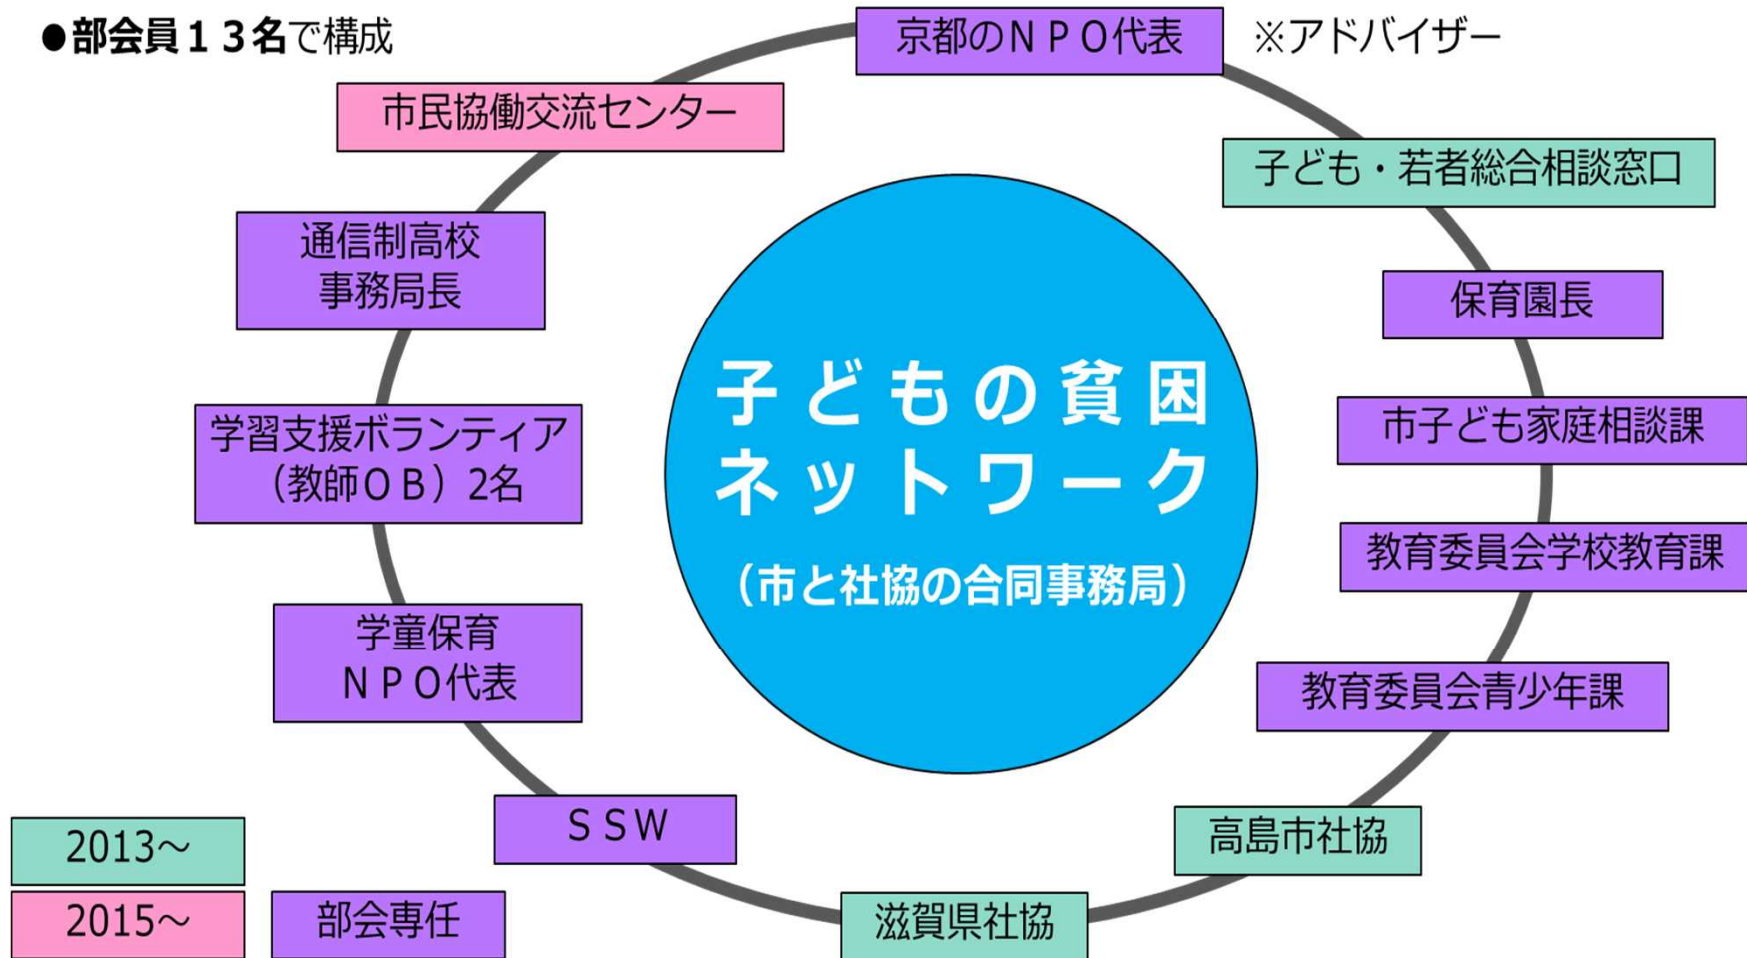 ●部会員13名で構成
京都のNPO代表
※アドバイザー
市民協働交流センター
子ども・若者総合相談窓口
通信制高校
事務局長
保育園長
子どもの貧困
ネットワーク
(市と社協の合同事務局)
学習支援ボランティア
(教師OB)2名
市子ども家庭相談課
教育委員会学校教育課
学童保育
NPO代表
教育委員会青少年課
SSW
高島市社協
滋賀県社協
2013~
2015~
部会専任